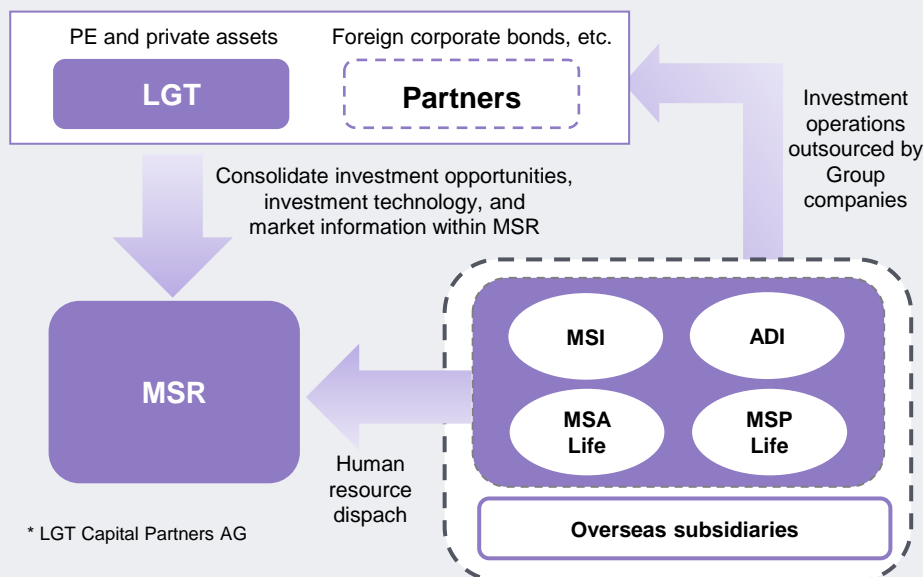 PE and private assets
LGT
Foreign corporate bonds, etc.
Partners
Investment
operations
outsourced by
Group
companies
Consolidate investment opportunities,
investment technology, and
market information within MSR
MSR
MSI
ADI
MSA
Life
MSP
Life
Human
resource
dispach
Overseas subsidiaries
* LGT Capital Partners AG